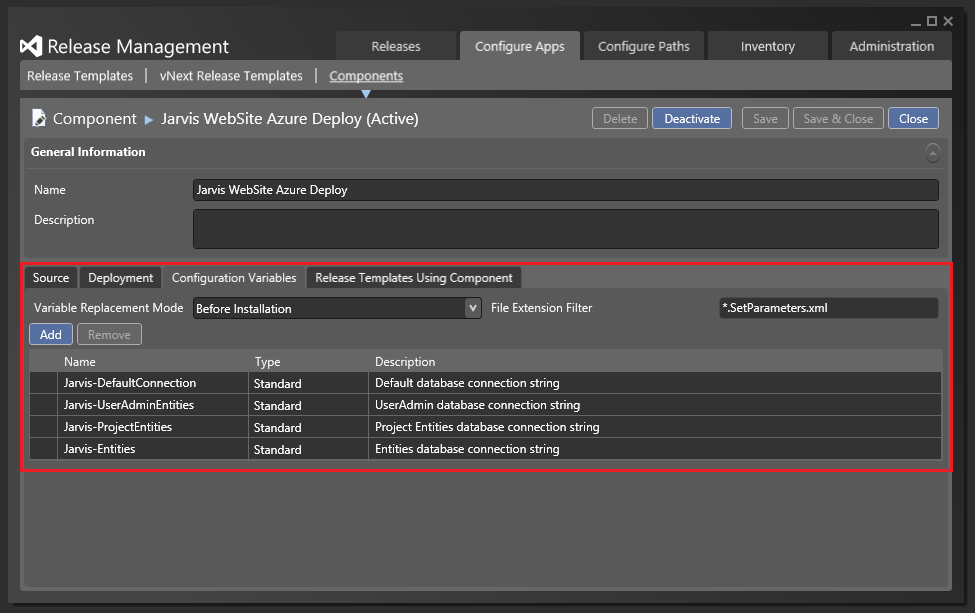 Release Management
Releases
Configure Apps
Configure Paths
Inventory
Administration
Release Templates | vNext Release Templates | Components
Component Jarvis WebSite Azure Deploy (Active)
Delete
Deactivate
Save
Save & Close
Close
General Information
Name
Jarvis WebSite Azure Deploy
Description
Source
Deployment
Configuration Variables
Release Templates Using Component
Variable Replacement Mode
Before Installation
File Extension Filter
*.SetParameters.xml
Add
Remove
Name Type Description
Jarvis-DefaultConnection Standard Default database connection string
Jarvis-UserAdminEntities Standard UserAdmin database connection string
Jarvis-ProjectEntities Standard Project Entities database connection string
Jarvis-Entities Standard Entities database connection string